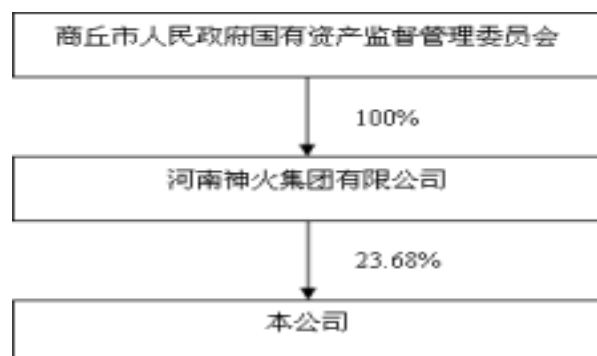 商丘市人民政府国有资产监督管理委员会
100%
河南神火集团有限公司
23.68%
本公司